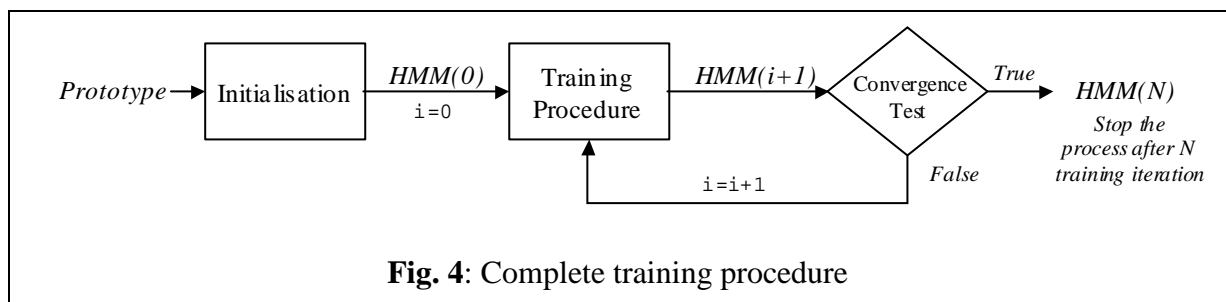 Prototype
Initialisation
HMM(0)
i=0
Training
Procedure
HMM(i+1)
Convergence
Test
True
HMM(N)
Stop the
process after N
training iteration
False
i=i+1
Fig. 4: Complete training procedure